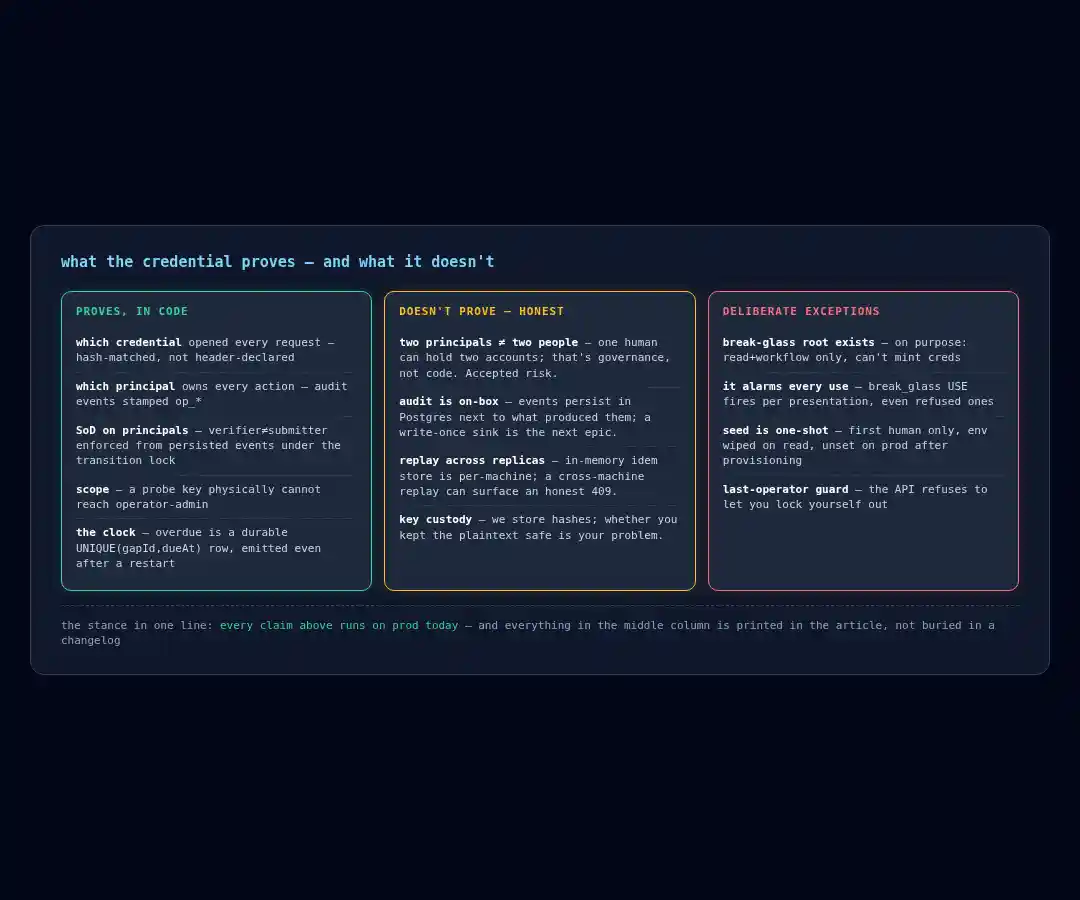 what the credential proves — and what it doesn't
PROVES, IN CODE
which credential opened every request —
hash-matched, not header-declared
which principal owns every action — audit
events stamped op_*
SoD on principals — verifier≠submitter
enforced from persisted events under the
transition lock
scope — a probe key physically cannot
reach operator-admin
the clock — overdue is a durable
UNIQUE(gapId,dueAt) row, emitted even
after a restart
DOESN'T PROVE — HONEST
two principals ≠ two people — one human
can hold two accounts; that's governance,
not code. Accepted risk.
audit is on-box — events persist in
Postgres next to what produced them; a
write-once sink is the next epic.
replay across replicas — in-memory idem
store is per-machine; a cross-machine
replay can surface an honest 409.
key custody — we store hashes; whether you
kept the plaintext safe is your problem.
DELIBERATE EXCEPTIONS
break-glass root exists — on purpose:
read+workflow only, can't mint creds
it alarms every use — break_glass USE
fires per presentation, even refused ones
seed is one-shot — first human only, env
wiped on read, unset on prod after
provisioning
last-operator guard — the API refuses to
let you lock yourself out
the stance in one line: every claim above runs on prod today — and everything in the middle column is printed in the article, not buried in a
changelog